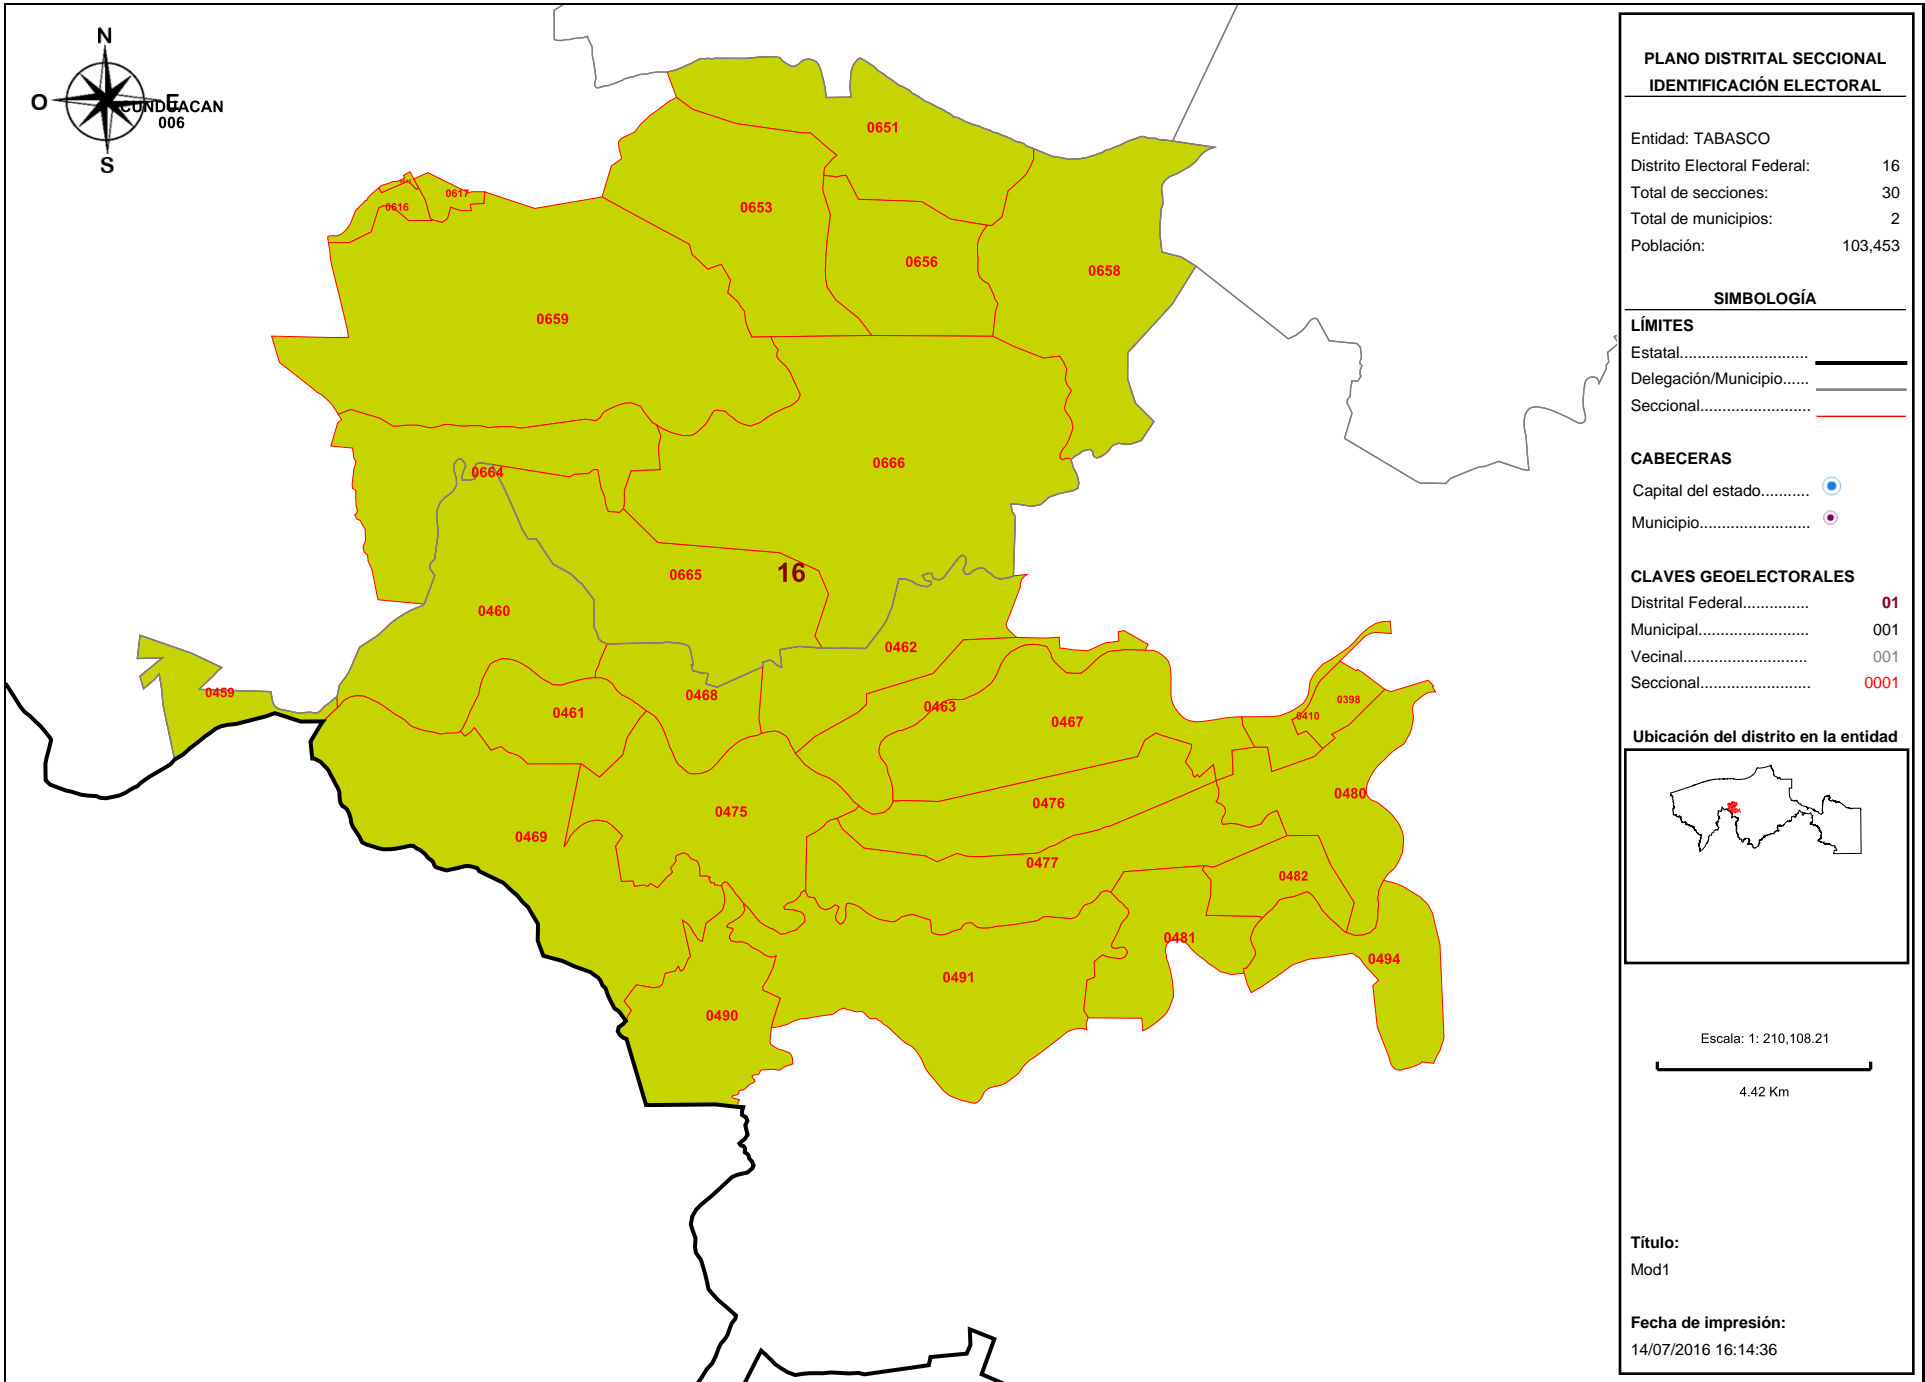 N
O
E
S
CUNDUACAN
006
0651
0617
0616
0653
0656
0658
0659
0666
0664
0665
16
0460
0462
0459
0468
0461
0463
0467
0398
0410
0480
0476
0475
0469
0477
0482
0481
0494
0491
0490
PLANO DISTRITAL SECCIONAL
IDENTIFICACIÓN ELECTORAL
Entidad: TABASCO
Distrito Electoral Federal: 16
Total de secciones: 30
Total de municipios: 2
Población: 103,453
SIMBOLOGÍA
LÍMITES
Estatal...........................
Delegación/Municipio......
Seccional.........................
CABECERAS
Capital del estado...........
Municipio........................
CLAVES GEOELECTORALES
Distrital Federal............... 01
Municipal........................ 001
Vecinal............................ 001
Seccional......................... 0001
Ubicación del distrito en la entidad
Escala: 1: 210,108.21
4.42 Km
Título:
Mod1
Fecha de impresión:
14/07/2016 16:14:36